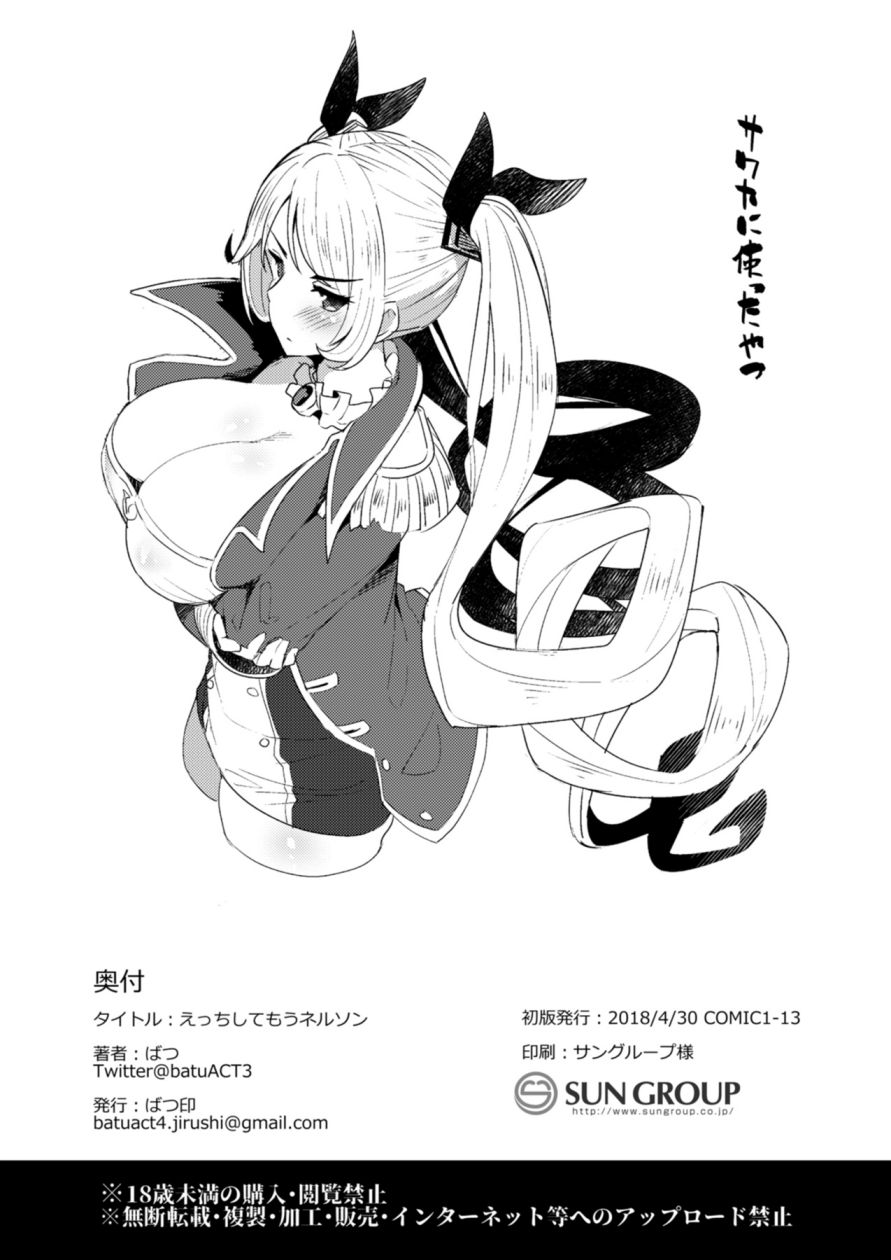 サワカに使ったやつ
奥付
タイトル：えっちしてもうネルソン
著者：ばつ
Twitter@batuACT3
発行：ばつ印
batuact4.jirushi@gmail.com
初版発行：2018/4/30 COMIC1-13
印刷：サングループ様
SUN GROUP
http://www.sungroup.co.jp/
※18歳未満の購入・閲覧禁止
※無断転載・複製・加工・販売・インターネット等へのアップロード禁止